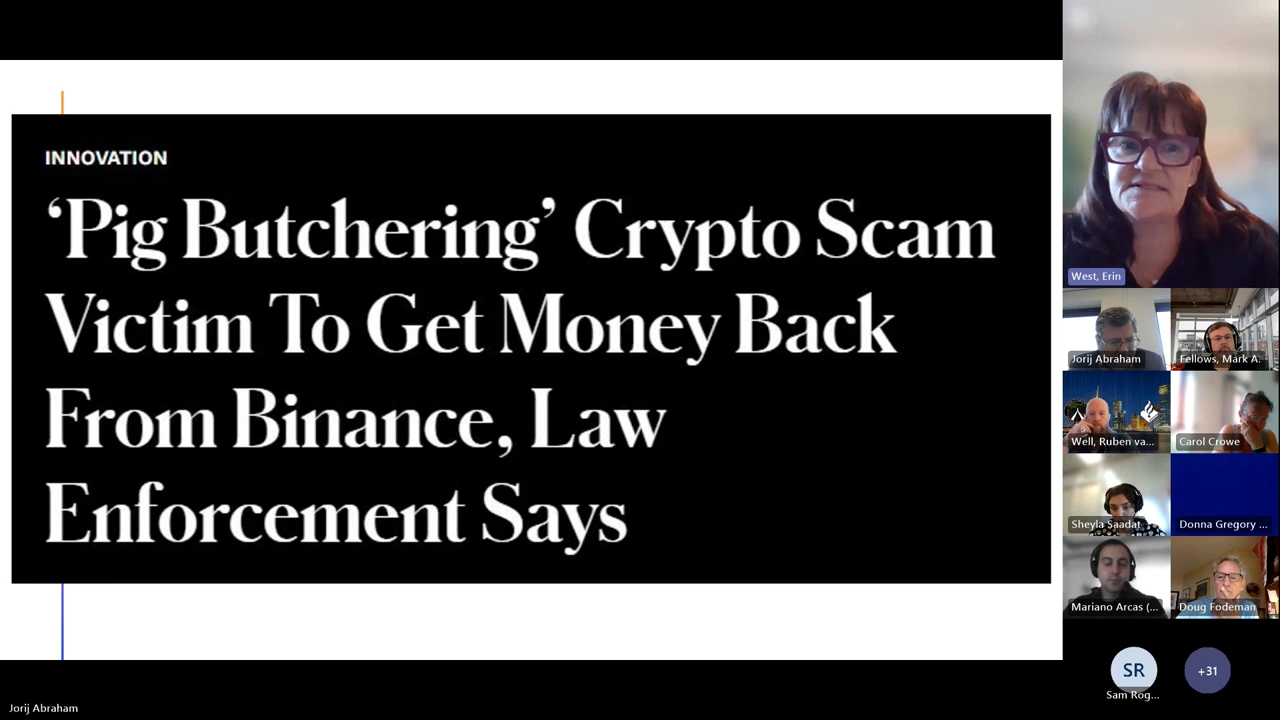 INNOVATION
‘Pig Butchering’ Crypto Scam
Victim To Get Money Back
From Binance, Law
Enforcement Says
West, Erin
Jorij Abraham
Fellows, Mark A.
Well, Ruben va...
Carol Crowe
Sheyla Saadat
Donna Gregory ...
Mariano Arcas (...
Doug Fodeman
SR
+31
Sam Rog...
Jorij Abraham